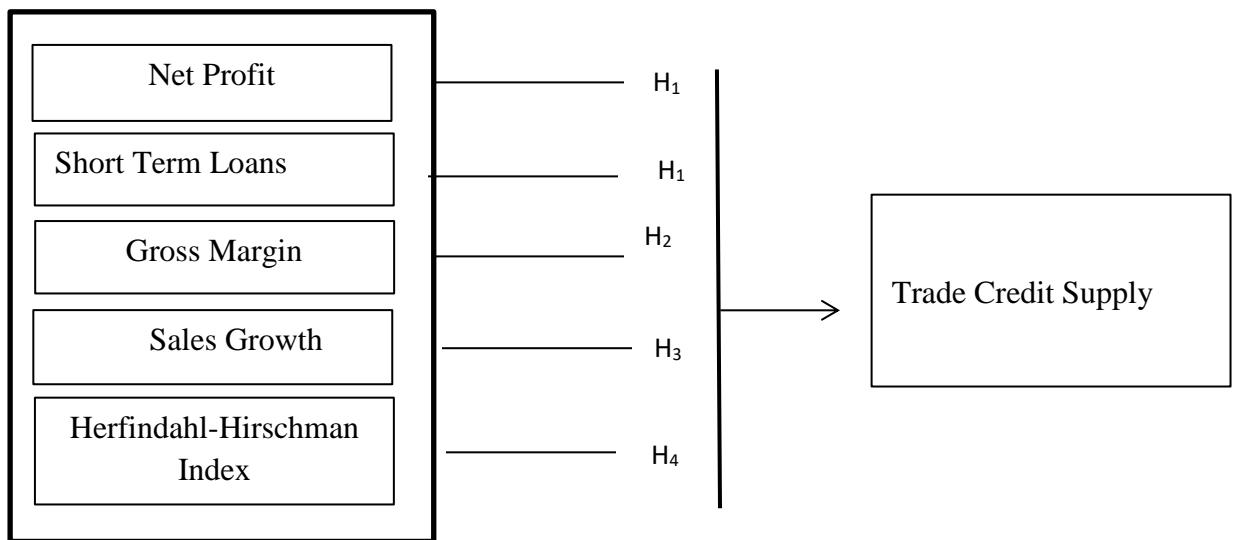 Net Profit
H₁
Short Term Loans
H₁
Gross Margin
H₂
Sales Growth
H₃
Herfindahl-Hirschman
Index
H₄
Trade Credit Supply